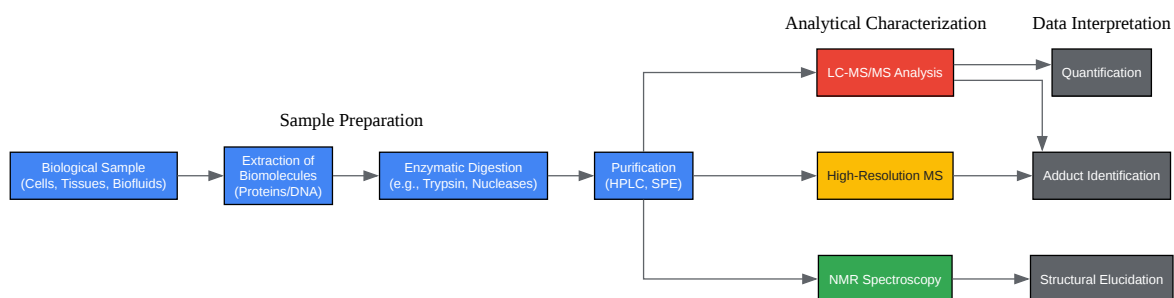 Analytical Characterization
Data Interpretation
LC-MS/MS Analysis
Quantification
Sample Preparation
Biological Sample
(Cells, Tissues, Biofluids)
Extraction of
Biomolecules
(Proteins/DNA)
Enzymatic Digestion
(e.g., Trypsin, Nucleases)
Purification
(HPLC, SPE)
High-Resolution MS
Adduct Identification
NMR Spectroscopy
Structural Elucidation